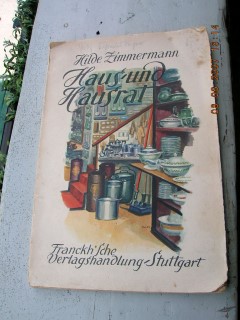 Hilde Zimmermann
Haus und
Hausrat
Franckh'sche
Verlagshandlung-Stuttgart